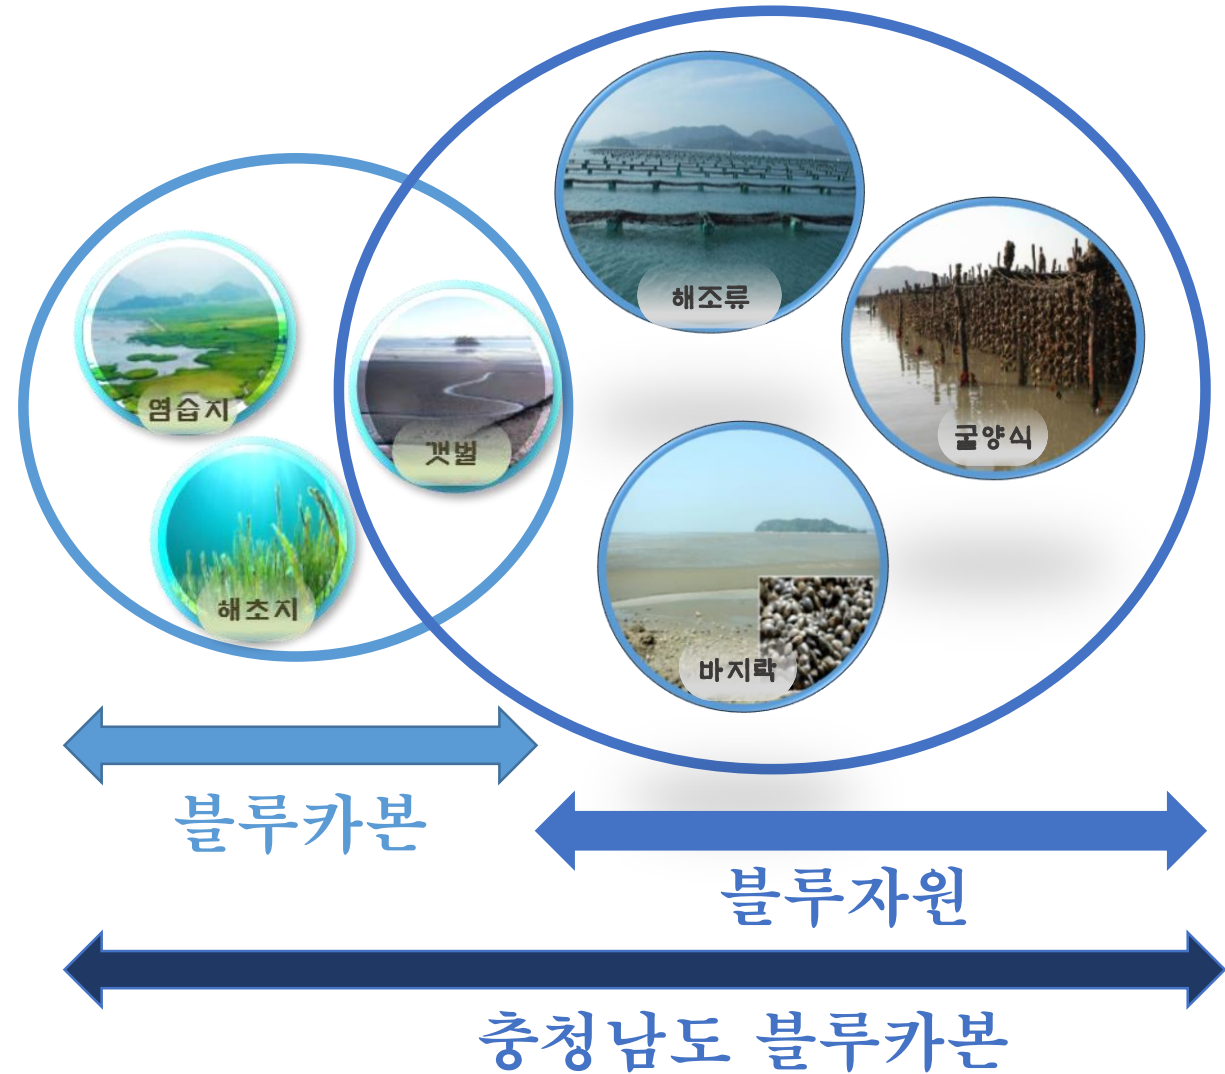 해조류
염습지
갯벌
굴양식
해초지
바지락
블루카본
블루자원
충청남도 블루카본